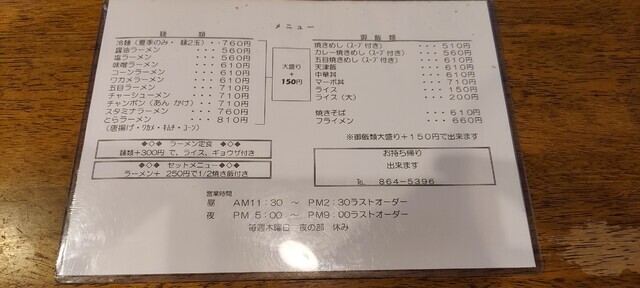 メニュー
麺　類
冷麺（夏季のみ・麺2玉）・・760円
醤油ラーメン　・・・560円
塩ラーメン　・・・560円
味噌ラーメン　・・・610円
コーンラーメン　・・・610円
ワカメラーメン　・・・610円
五目ラーメン　・・・710円
チャーシューメン　・・・710円
チャンポン（あんかけ）・・・710円
スタミナラーメン　・・・760円
とらラーメン　・・・810円
（唐揚げ・ワカメ・キムチ・コーン）
大盛り
+
150円
御飯類
焼きめし（スープ付き）　・・・510円
カレー焼きめし（スープ付き）　・・・560円
五目焼きめし（スープ付き）　・・・610円
天津飯　・・・610円
中華丼　・・・610円
マーボ丼　・・・710円
ライス　・・・150円
ライス（大）　・・・200円
焼きそば　・・・610円
フライメン　・・・660円
※御飯類大盛り+150円で出来ます
◆◇◆ ラーメン定食 ◆◇◆
麺類+300円で、ライス、ギョウザ付き
◆◇◆ セットメニュー ◆◇◆
ラーメン+ 250円で1/2焼き飯付き
お持ち帰り
出来ます
℡ 864-5396
営業時間
昼　AM11:30 ～ PM2:30ラストオーダー
夜　PM 5:00 ～ PM9:00ラストオーダー
毎週木曜日　夜の部　休み